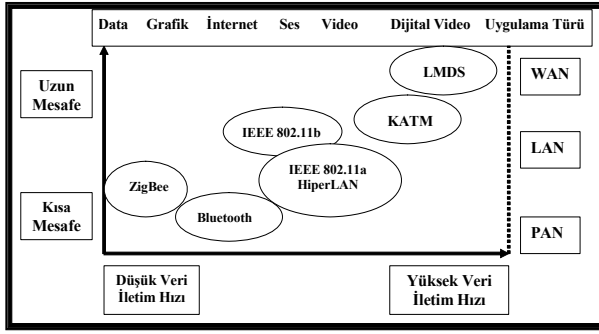 Data Grafik İnternet Ses Video Dijital Video Uygulama Türü
Uzun
Mesafe
LMDS
WAN
KATM
IEEE 802.11b
LAN
IEEE 802.11a
HiperLAN
ZigBee
Bluetooth
Kısa
Mesafe
PAN
Düşük Veri
İletim Hızı
Yüksek Veri
İletim Hızı